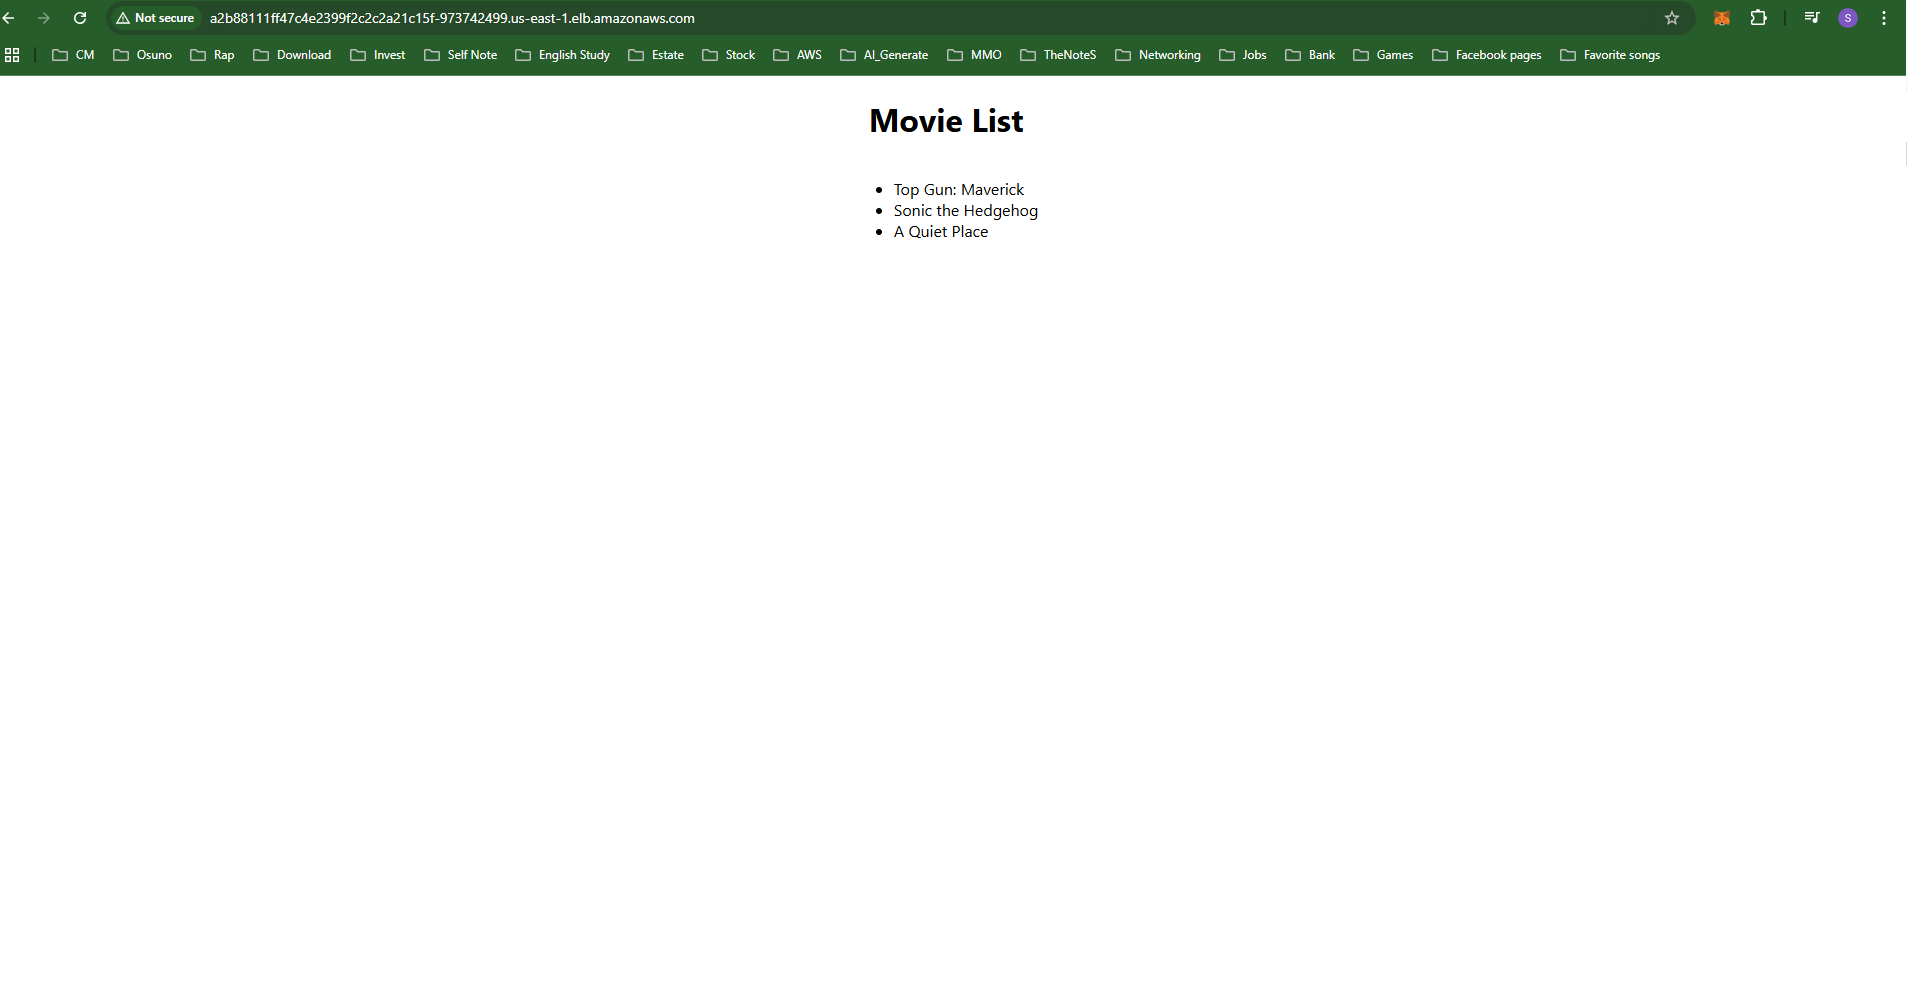 Not secure a2b88111ff47c4e2399f2c2c2a21c15f-973742499.us-east-1.elb.amazonaws.com S
CM Osuno Rap Download Invest Self Note English Study Estate Stock AWS AI_Generate MMO TheNoteS Networking Jobs Bank Games Facebook pages Favorite songs
Movie List
Top Gun: Maverick
Sonic the Hedgehog
A Quiet Place